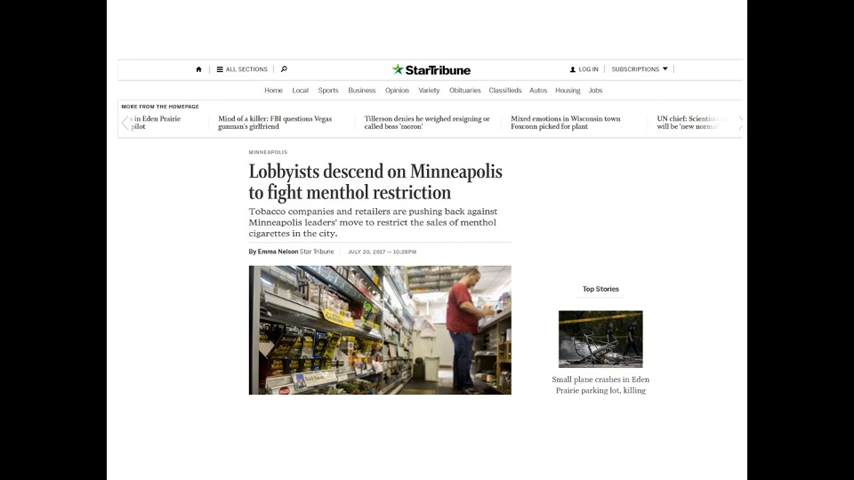 ALL SECTIONS
StarTribune
LOG IN
SUBSCRIPTIONS
Home Local Sports Business Opinion Variety Obituaries Classifieds Autos Housing Jobs
MORE FROM THE HOMEPAGE
s in Eden Prairie
pilot
Mind of a killer: FBI questions Vegas
gunman's girlfriend
Tillerson denies he weighed resigning or
called boss 'moron'
Mixed emotions in Wisconsin town
Foxconn picked for plant
UN chief: Scientists
will be 'new normal'
MINNEAPOLIS
Lobbyists descend on Minneapolis
to fight menthol restriction
Tobacco companies and retailers are pushing back against
Minneapolis leaders' move to restrict the sales of menthol
cigarettes in the city.
By Emma Nelson Star Tribune JULY 20, 2017 — 10:28PM
Top Stories
Small plane crashes in Eden
Prairie parking lot, killing